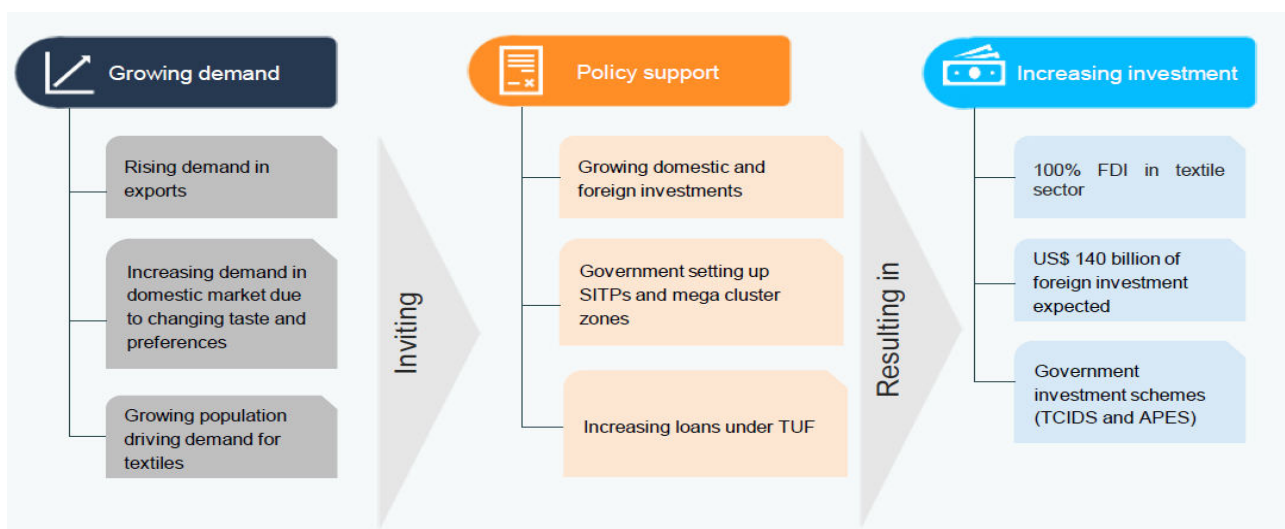 Growing demand
Rising demand in
exports
Increasing demand in
domestic market due
to changing taste and
preferences
Growing population
driving demand for
textiles
Inviting
Policy support
Growing domestic and
foreign investments
Government setting up
SITPs and mega cluster
zones
Increasing loans under TUF
Resulting in
Increasing investment
100% FDI in textile
sector
US$ 140 billion of
foreign investment
expected
Government
investment schemes
(TCIDS and APES)